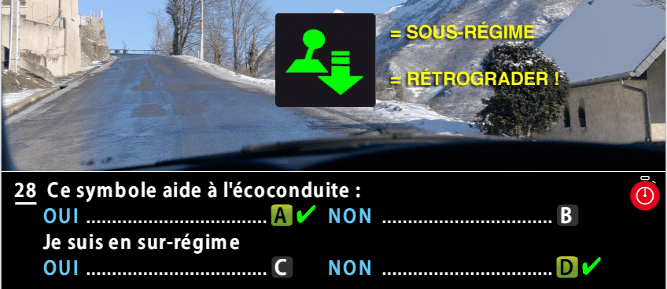 = SOUS-RÉGIME
= RÉTROGRADER !
28 Ce symbole aide à l'écoconduite :
OUI .................................. A ✔ NON ................................ B
Je suis en sur-régime
OUI .................................. C NON ................................ D ✔